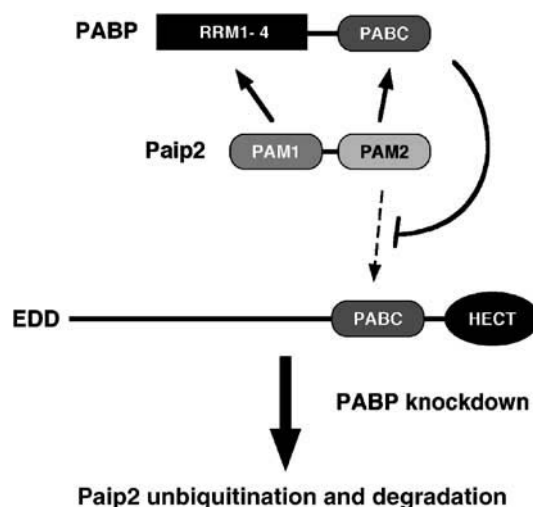 PABP RRM1-4 PABC
Paip2 PAM1 PAM2
EDD PABC HECT
PABP knockdown
Paip2 unbiquitination and degradation